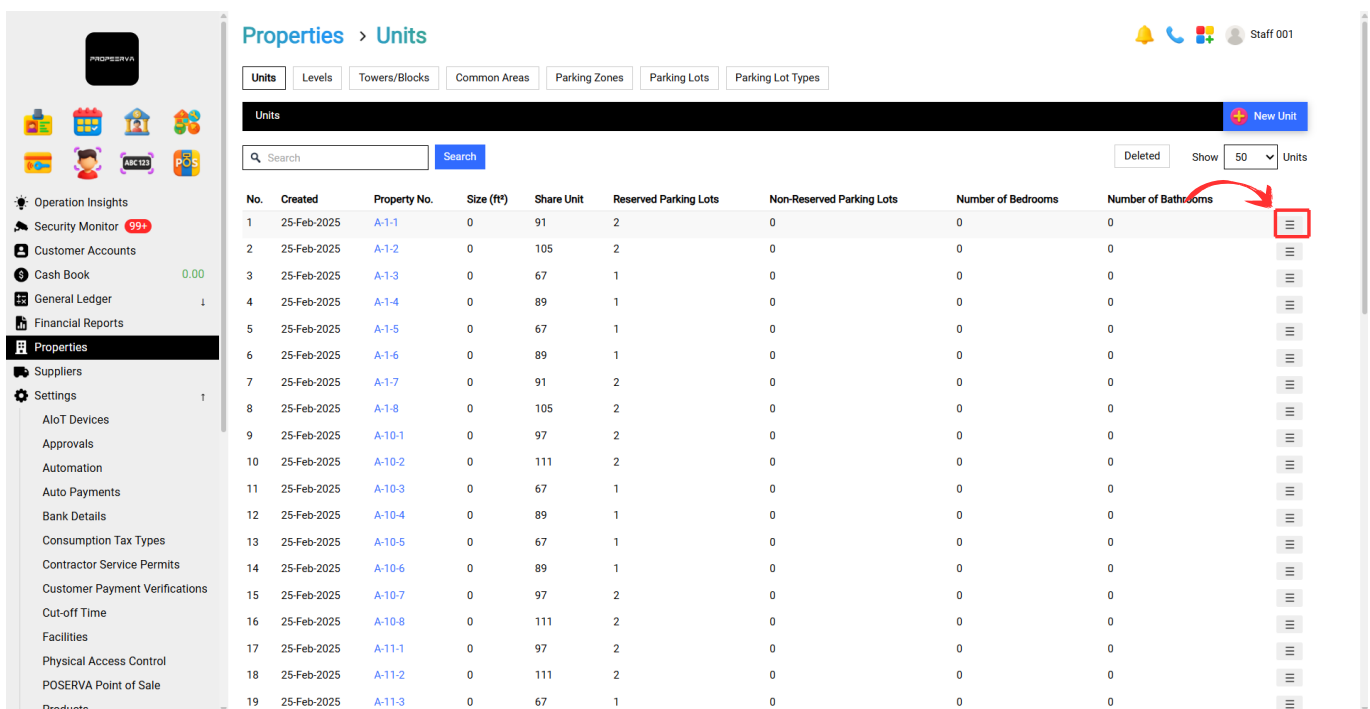 PROPSERVA
Properties > Units
Staff 001
Units Levels Towers/Blocks Common Areas Parking Zones Parking Lots Parking Lot Types
Units
New Unit
Search Search
Deleted Show 50 Units
ABC 123
POS
Operation Insights
Security Monitor 99+
Customer Accounts
Cash Book 0.00
General Ledger ↓
Financial Reports
Properties
Suppliers
Settings ↑
AIoT Devices
Approvals
Automation
Auto Payments
Bank Details
Consumption Tax Types
Contractor Service Permits
Customer Payment Verifications
Cut-off Time
Facilities
Physical Access Control
POSERVA Point of Sale
Products
No. Created Property No. Size (ft²) Share Unit Reserved Parking Lots Non-Reserved Parking Lots Number of Bedrooms Number of Bathrooms
1 25-Feb-2025 A-1-1 0 91 2 0 0 0
2 25-Feb-2025 A-1-2 0 105 2 0 0 0
3 25-Feb-2025 A-1-3 0 67 1 0 0 0
4 25-Feb-2025 A-1-4 0 89 1 0 0 0
5 25-Feb-2025 A-1-5 0 67 1 0 0 0
6 25-Feb-2025 A-1-6 0 89 1 0 0 0
7 25-Feb-2025 A-1-7 0 91 2 0 0 0
8 25-Feb-2025 A-1-8 0 105 2 0 0 0
9 25-Feb-2025 A-10-1 0 97 2 0 0 0
10 25-Feb-2025 A-10-2 0 111 2 0 0 0
11 25-Feb-2025 A-10-3 0 67 1 0 0 0
12 25-Feb-2025 A-10-4 0 89 1 0 0 0
13 25-Feb-2025 A-10-5 0 67 1 0 0 0
14 25-Feb-2025 A-10-6 0 89 1 0 0 0
15 25-Feb-2025 A-10-7 0 97 2 0 0 0
16 25-Feb-2025 A-10-8 0 111 2 0 0 0
17 25-Feb-2025 A-11-1 0 97 2 0 0 0
18 25-Feb-2025 A-11-2 0 111 2 0 0 0
19 25-Feb-2025 A-11-3 0 67 1 0 0 0